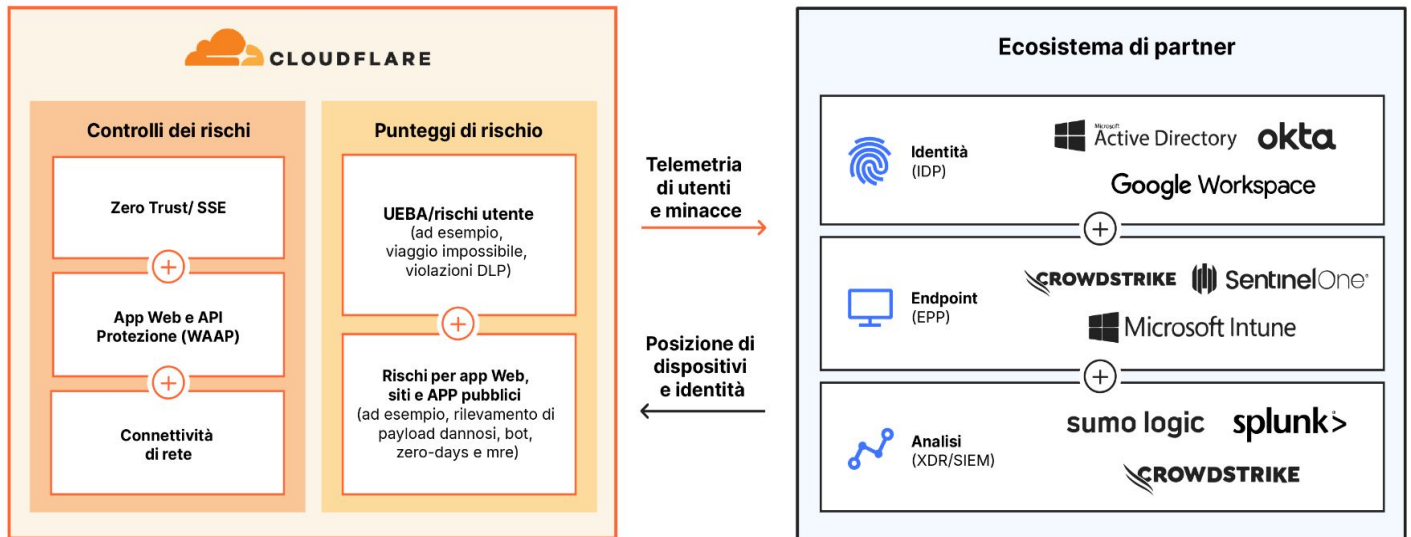 CLOUDFLARE
Controlli dei rischi
Zero Trust/ SSE
App Web e API
Protezione (WAAP)
Connettività
di rete
Punteggi di rischio
UEBA/rischi utente
(ad esempio,
viaggio impossibile,
violazioni DLP)
Rischi per app Web,
siti e APP pubblici
(ad esempio, rilevamento di
payload dannosi, bot,
zero-days e mre)
Telemetria
di utenti
e minacce
Posizione di
dispositivi
e identità
Ecosistema di partner
Identità
(IDP)
Microsoft
Active Directory
okta
Google Workspace
Endpoint
(EPP)
CROWDSTRIKE
SentinelOne
Microsoft Intune
Analisi
(XDR/SIEM)
sumo logic
splunk>
CROWDSTRIKE